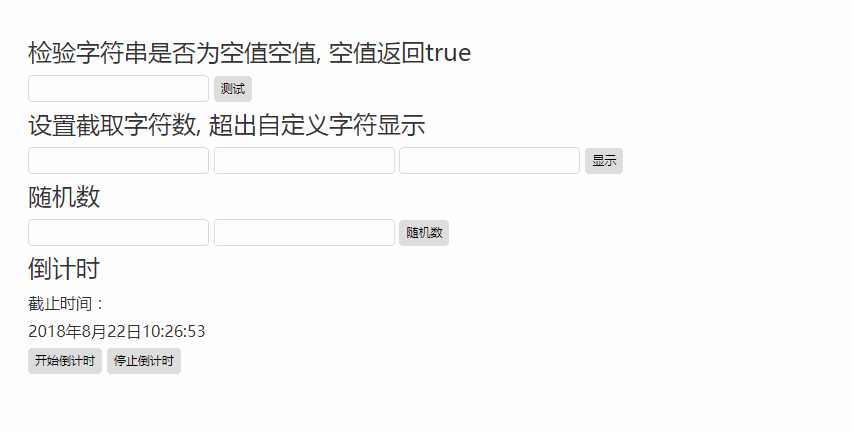 检验字符串是否为空值空值, 空值返回true
测试
设置截取字符数, 超出自定义字符显示
显示
随机数
随机数
倒计时
截止时间：
2018年8月22日10:26:53
开始倒计时 停止倒计时